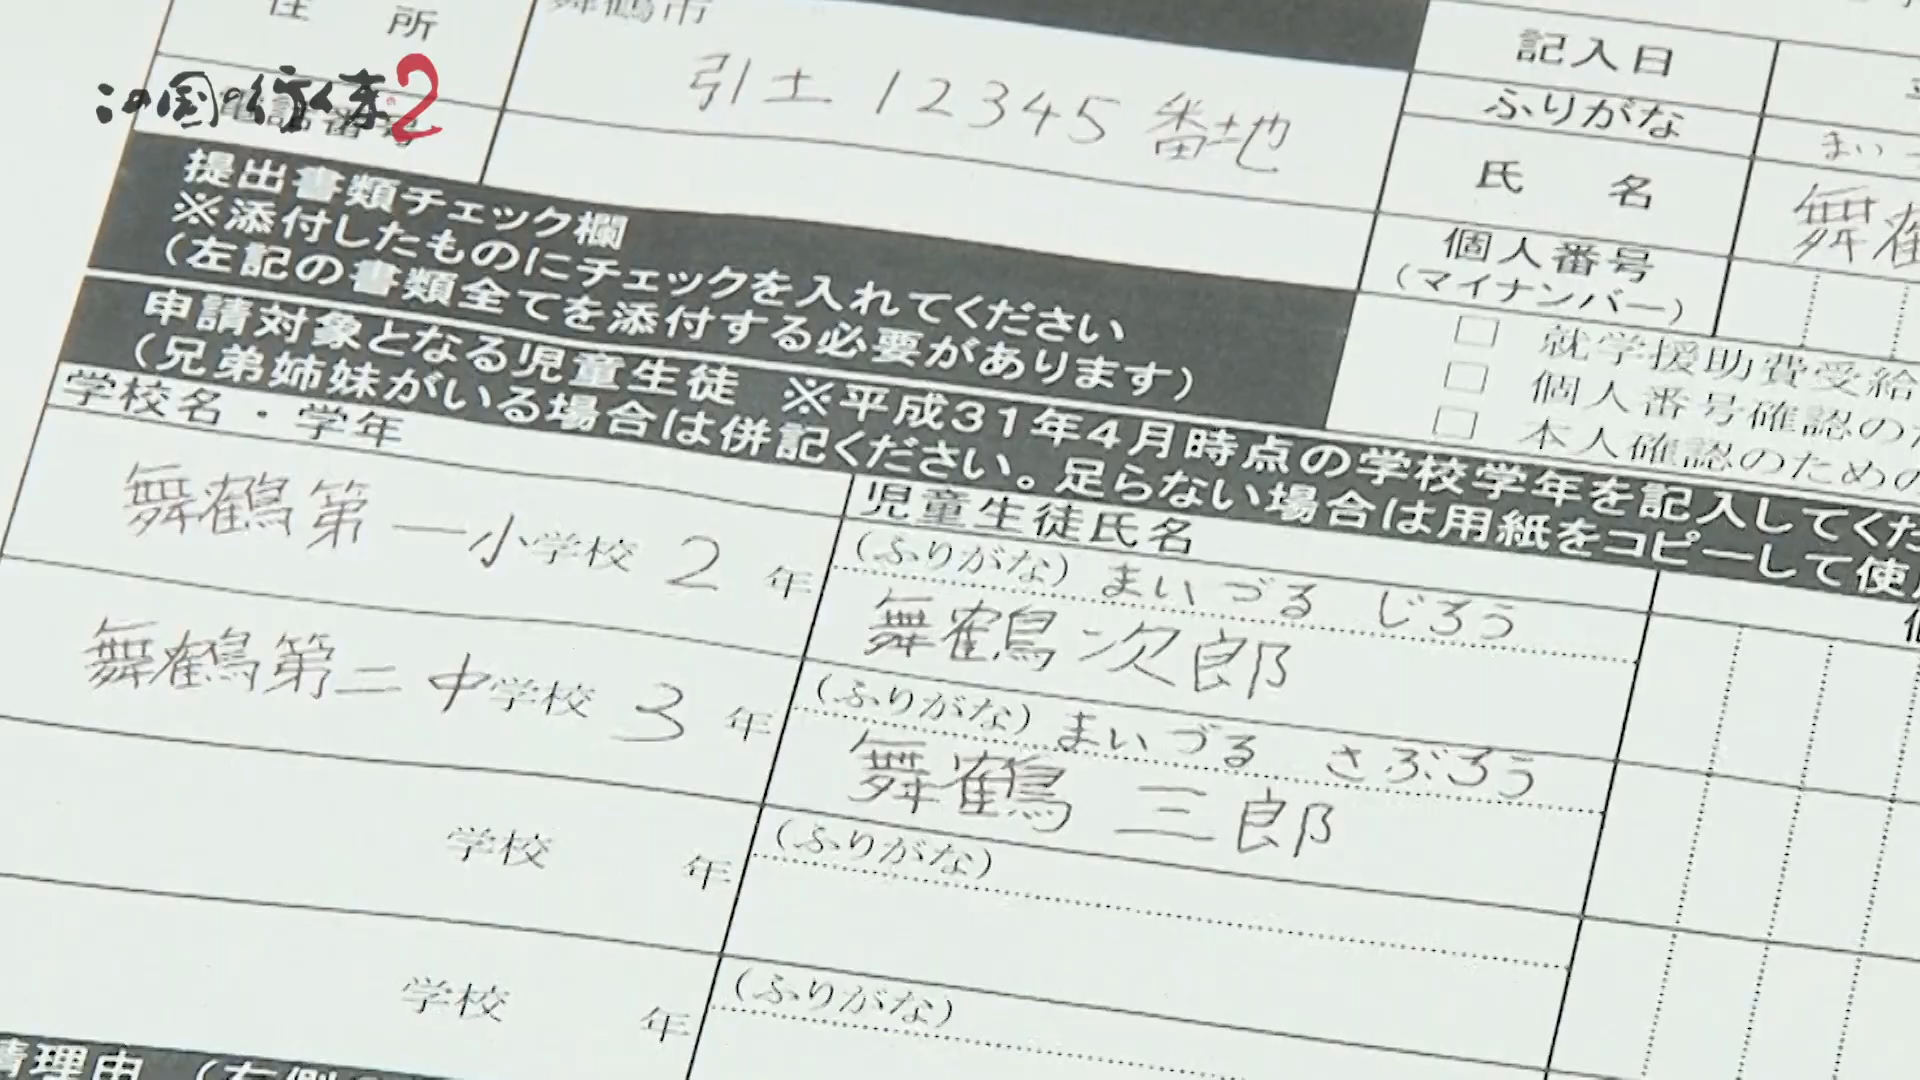 住所
舞鶴市
引土 12345 番地
記入日
ふりがな
まい
氏名
舞鶴
この国の行く末2
電話番号
個人番号
(マイナンバー)
提出書類チェック欄
※添付したものにチェックを入れてください
(左記の書類全てを添付する必要があります)
□ 就学援助費受給
□ 個人番号確認の
□ 本人確認のための
申請対象となる児童生徒 ※平成31年4月時点の学校学年を記入してくだ
(兄弟姉妹がいる場合は併記ください。足らない場合は用紙をコピーして使
学校名・学年
児童生徒氏名
舞鶴第一小学校 2 年
(ふりがな) まいづる じろう
舞鶴次郎
舞鶴第二中学校 3 年
(ふりがな) まいづる さぶろう
舞鶴 三郎
学校 年
(ふりがな)
学校 年
(ふりがな)
請理由